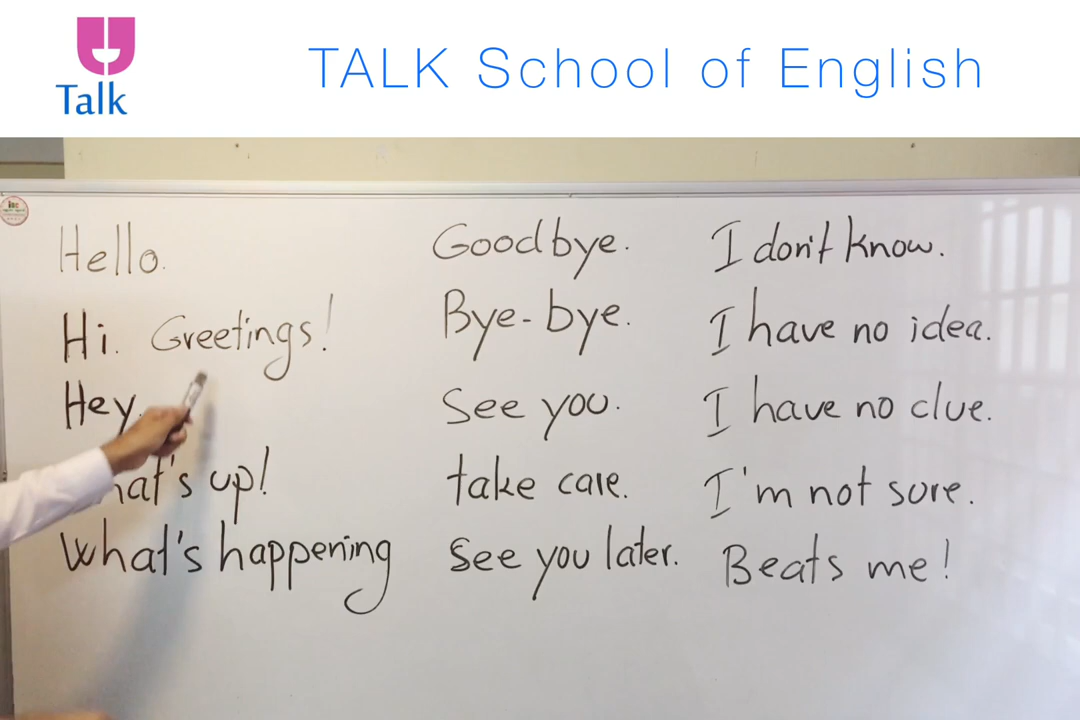 Talk
TALK School of English
Hello.
Hi. Greetings!
Hey.
up!
What's happening
Goodbye.
Bye-bye.
See you.
take care.
See you later.
I don't know.
I have no idea.
I have no clue.
I'm not sure.
Beats me!